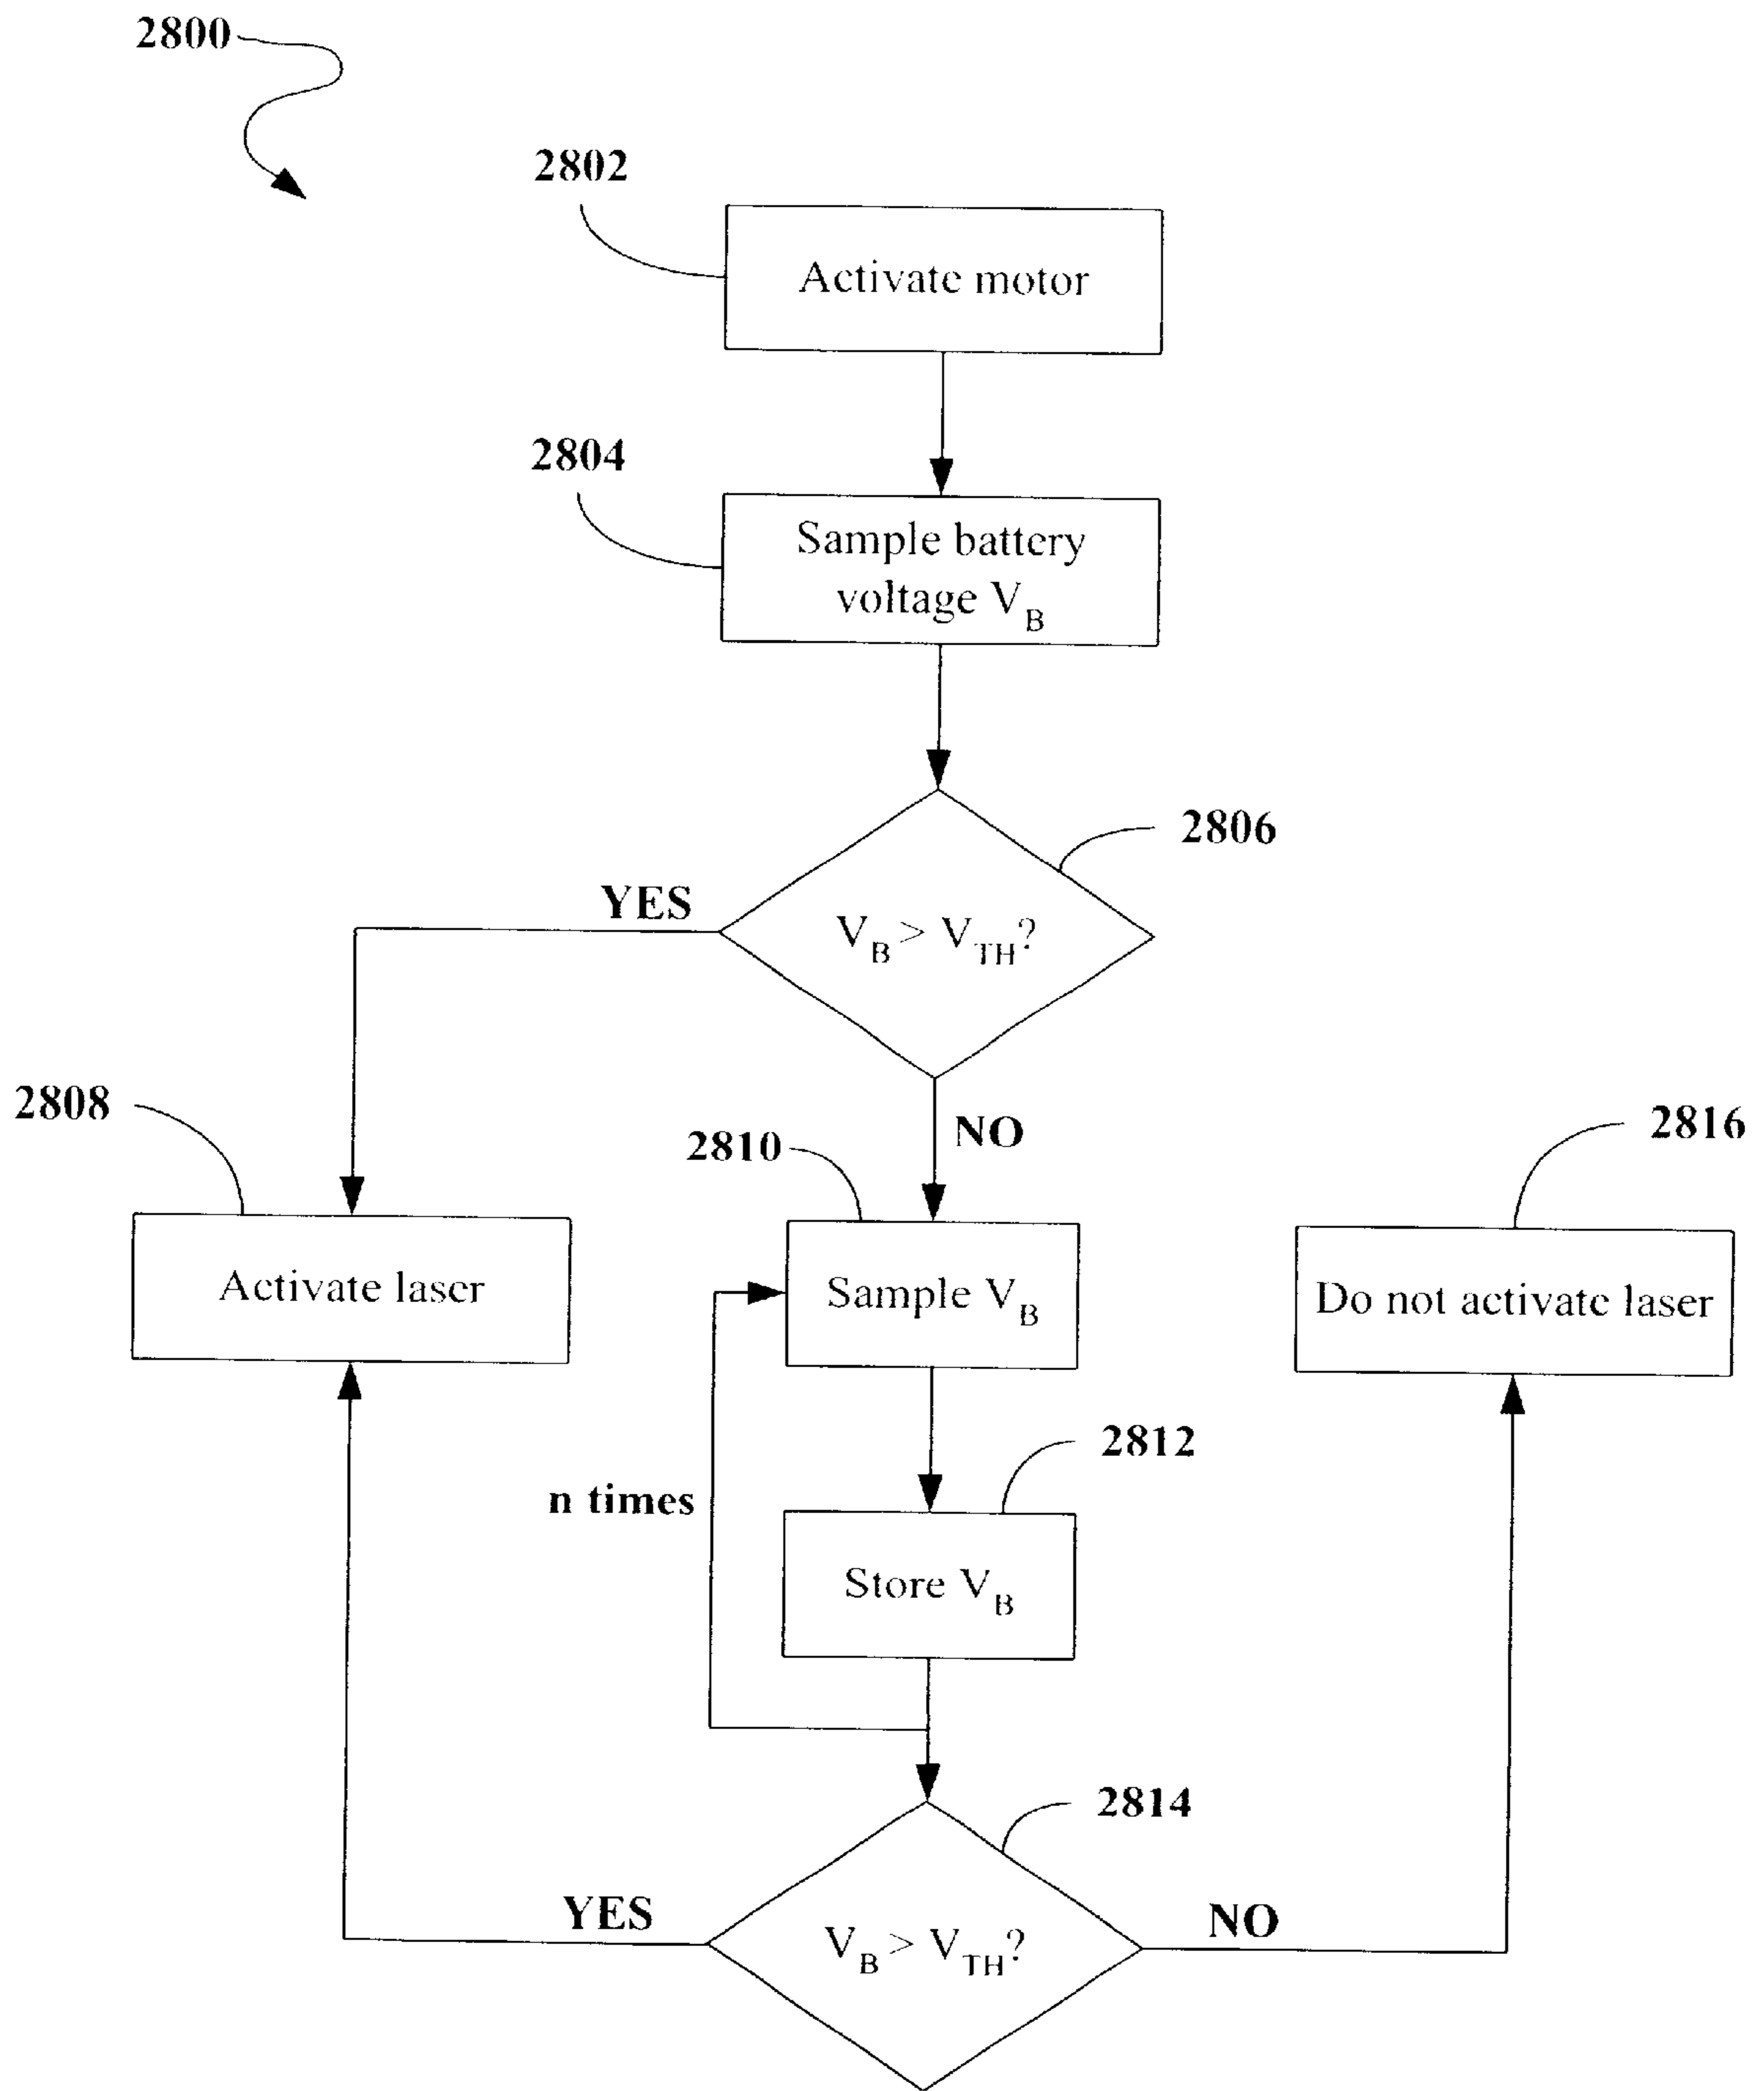 2800
2802
Activate motor
2804
Sample battery
voltage V_B
2806
YES
V_B > V_TH?
2808
NO
2810
2816
Activate laser
Sample V_B
Do not activate laser
2812
n times
Store V_B
2814
YES
NO
V_B > V_TH?